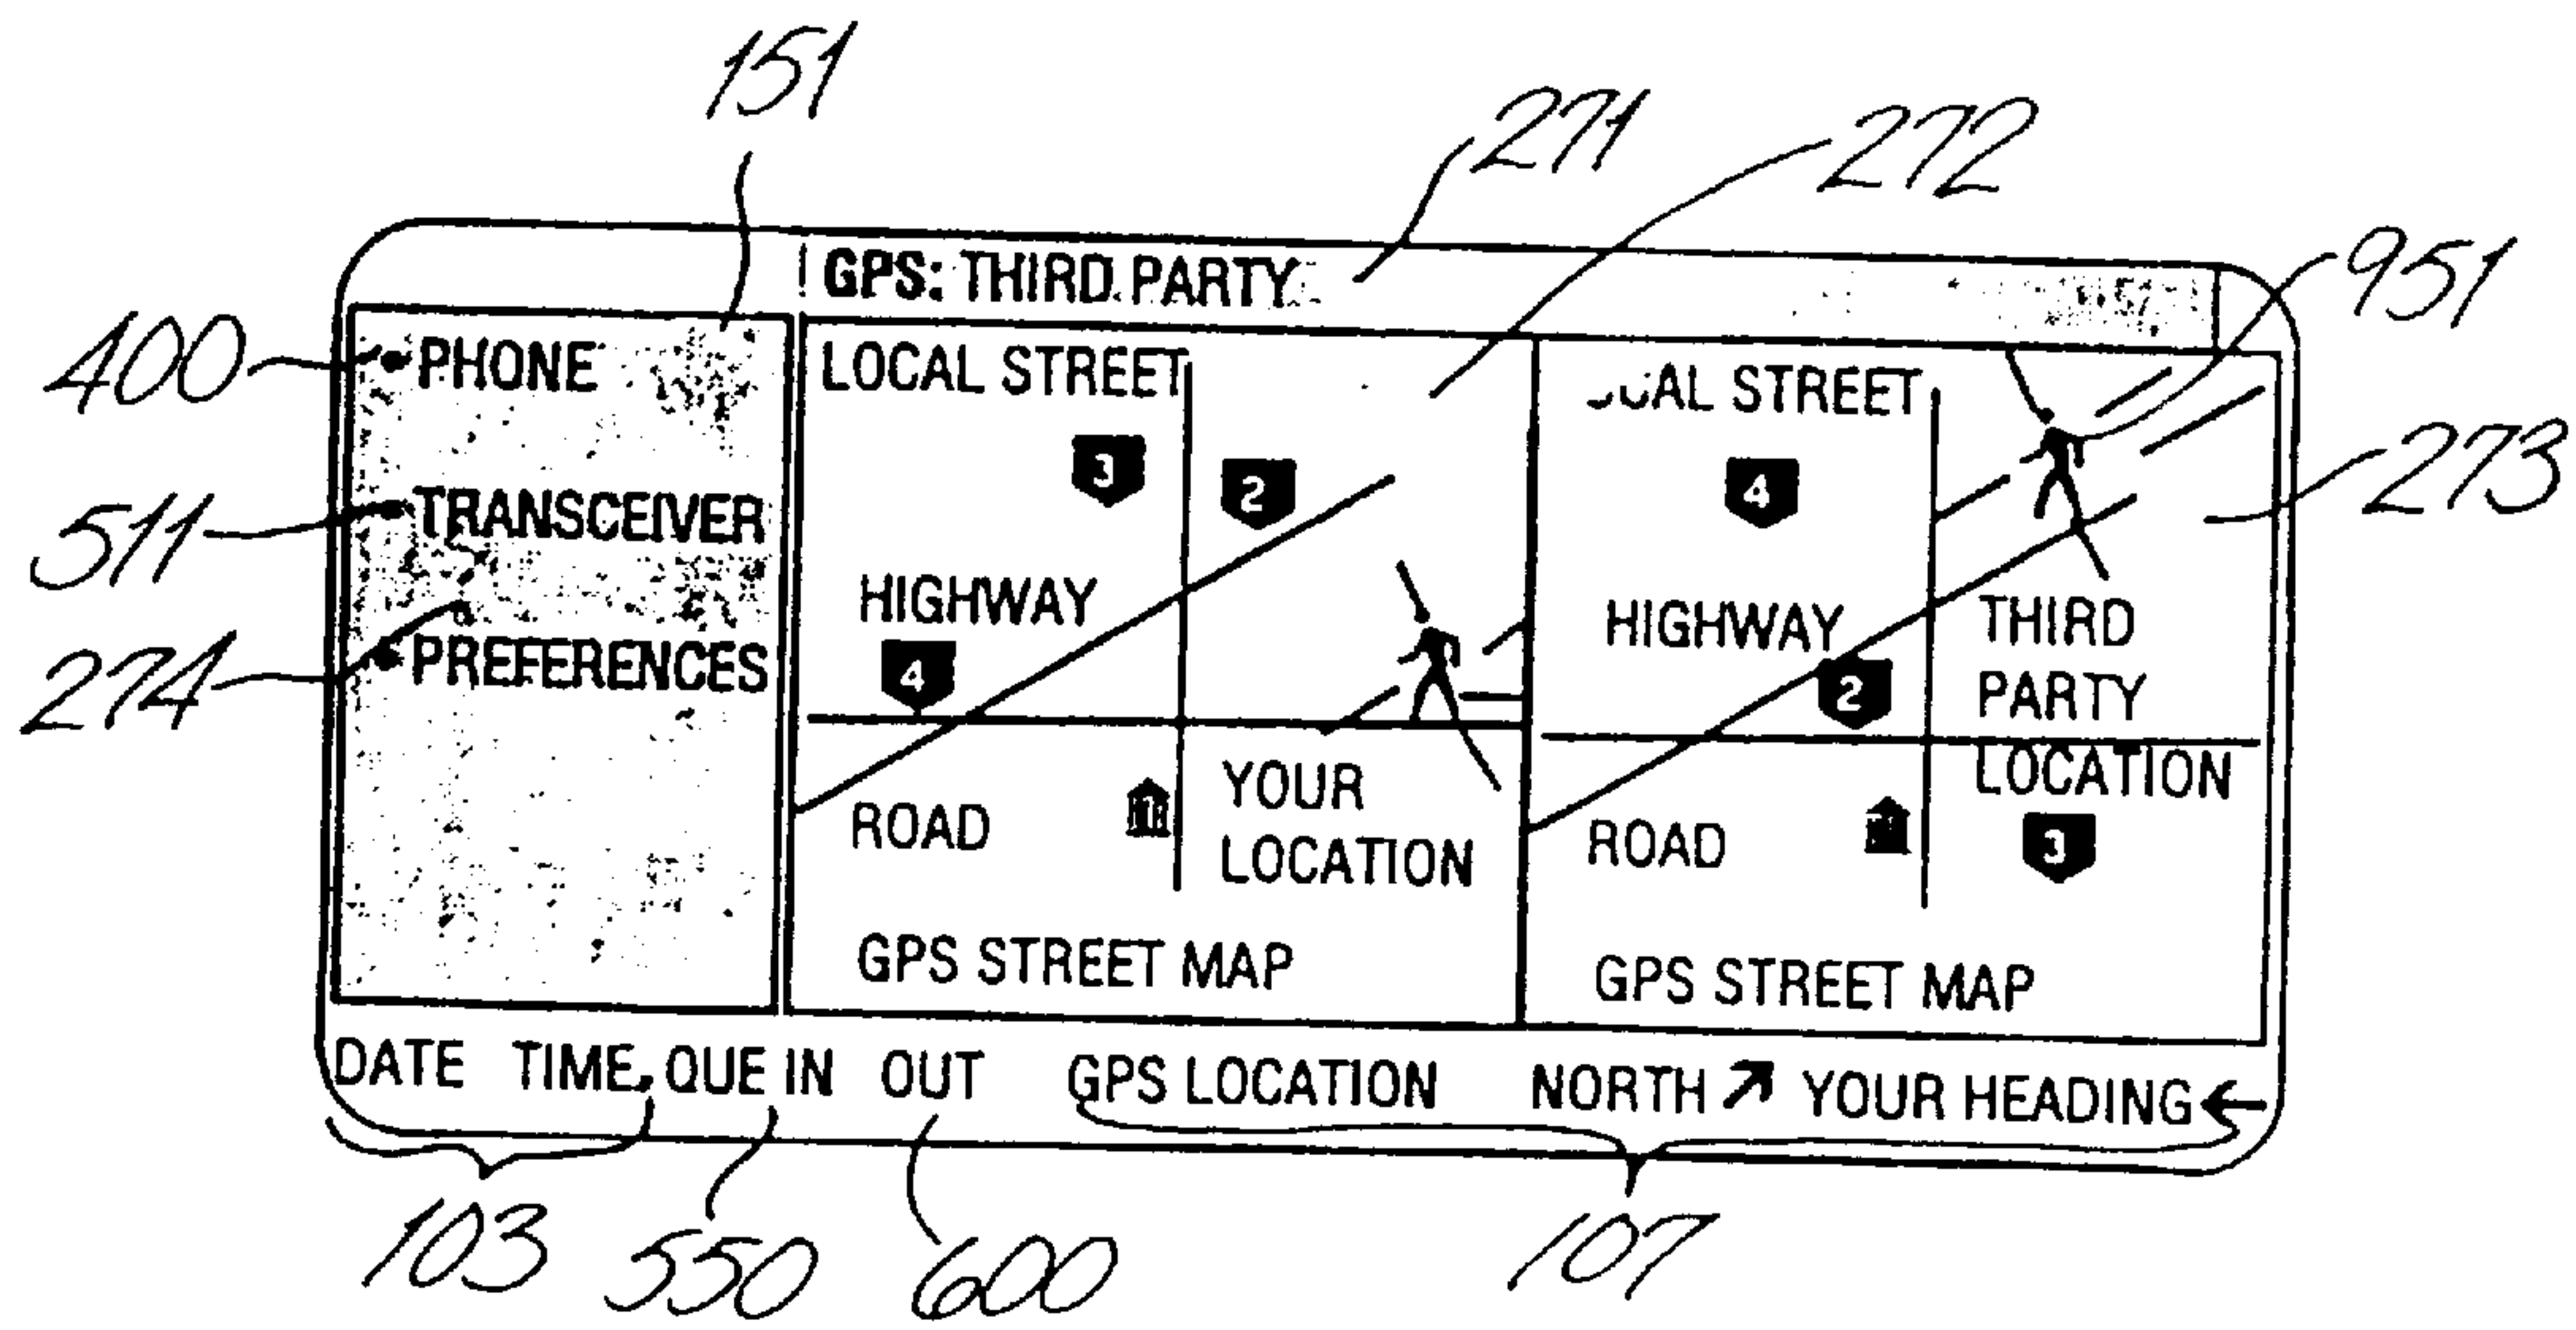 151
271
272
951
GPS: THIRD PARTY
400
PHONE
LOCAL STREET
STREET
3
2
4
273
511
TRANSCEIVER
HIGHWAY
HIGHWAY
THIRD
PARTY
LOCATION
274
PREFERENCES
4
2
ROAD
YOUR
LOCATION
ROAD
3
GPS STREET MAP
GPS STREET MAP
DATE TIME, QUE IN OUT GPS LOCATION NORTH ↗ YOUR HEADING ←
103
550
600
107